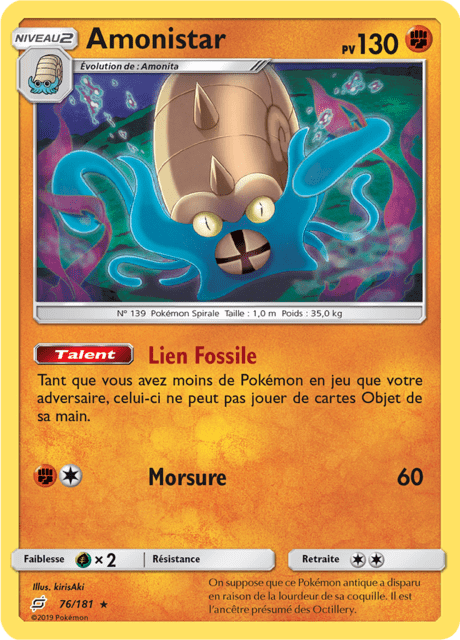 NIVEAU 2 Amonistar PV 130
Évolution de : Amonita
N° 139 Pokémon Spirale Taille : 1,0 m Poids : 35,0 kg
Talent Lien Fossile
Tant que vous avez moins de Pokémon en jeu que votre
adversaire, celui-ci ne peut pas jouer de cartes Objet de
sa main.
Morsure 60
Faiblesse ×2 Résistance Retraite
Illus. kirisAki
76/181 ★
©2019 Pokémon
On suppose que ce Pokémon antique a disparu
en raison de la lourdeur de sa coquille. Il est
l'ancêtre présumé des Octillery.